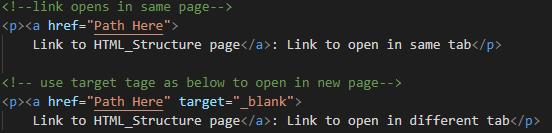 <!--link opens in same page-->
<p><a href="Path Here">
Link to HTML_Structure page</a>: Link to open in same tab</p>
<!-- use target tage as below to open in new page-->
<p><a href="Path Here" target="_blank">
Link to HTML_Structure page</a>: Link to open in different tab</p>